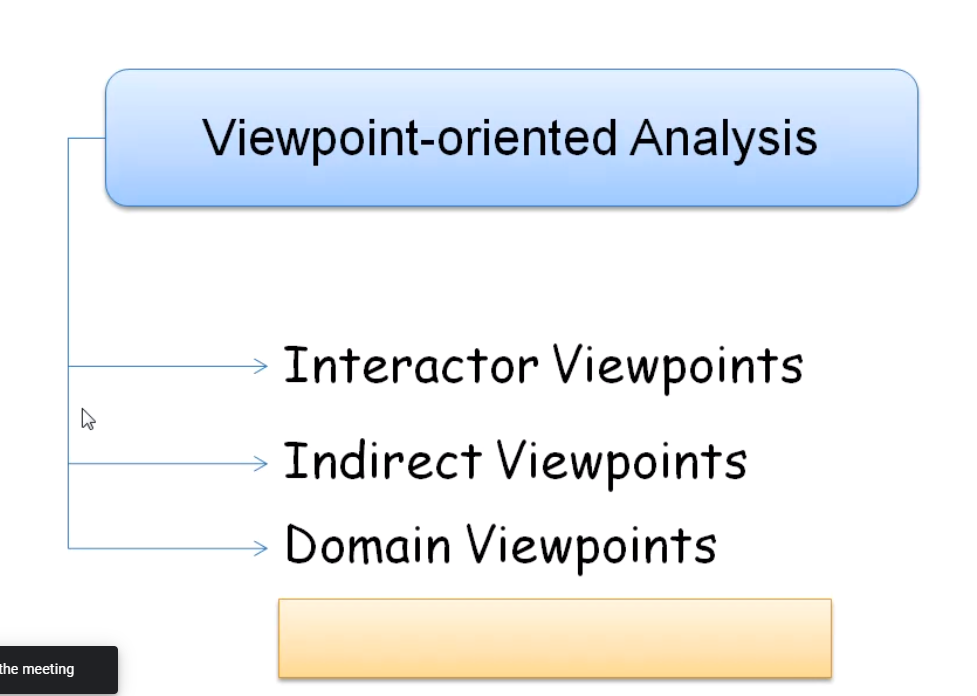 Viewpoint-oriented Analysis
Interactor Viewpoints
Indirect Viewpoints
Domain Viewpoints
the meeting